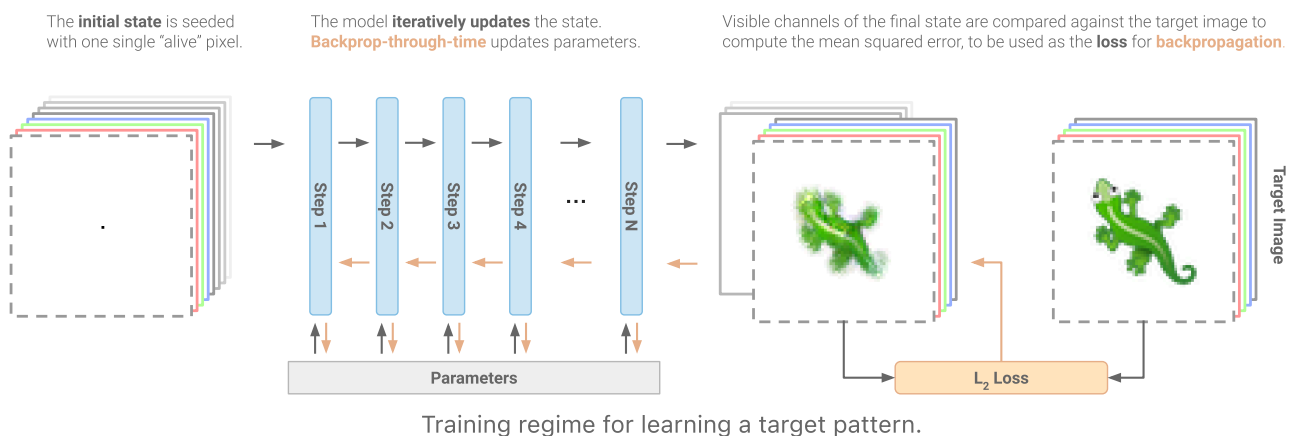 The initial state is seeded
with one single “alive” pixel.
The model iteratively updates the state.
Backprop-through-time updates parameters.
Visible channels of the final state are compared against the target image to
compute the mean squared error, to be used as the loss for backpropagation.
Step 1
Step 2
Step 3
Step 4
...
Step N
Target Image
Parameters
L2 Loss
Training regime for learning a target pattern.